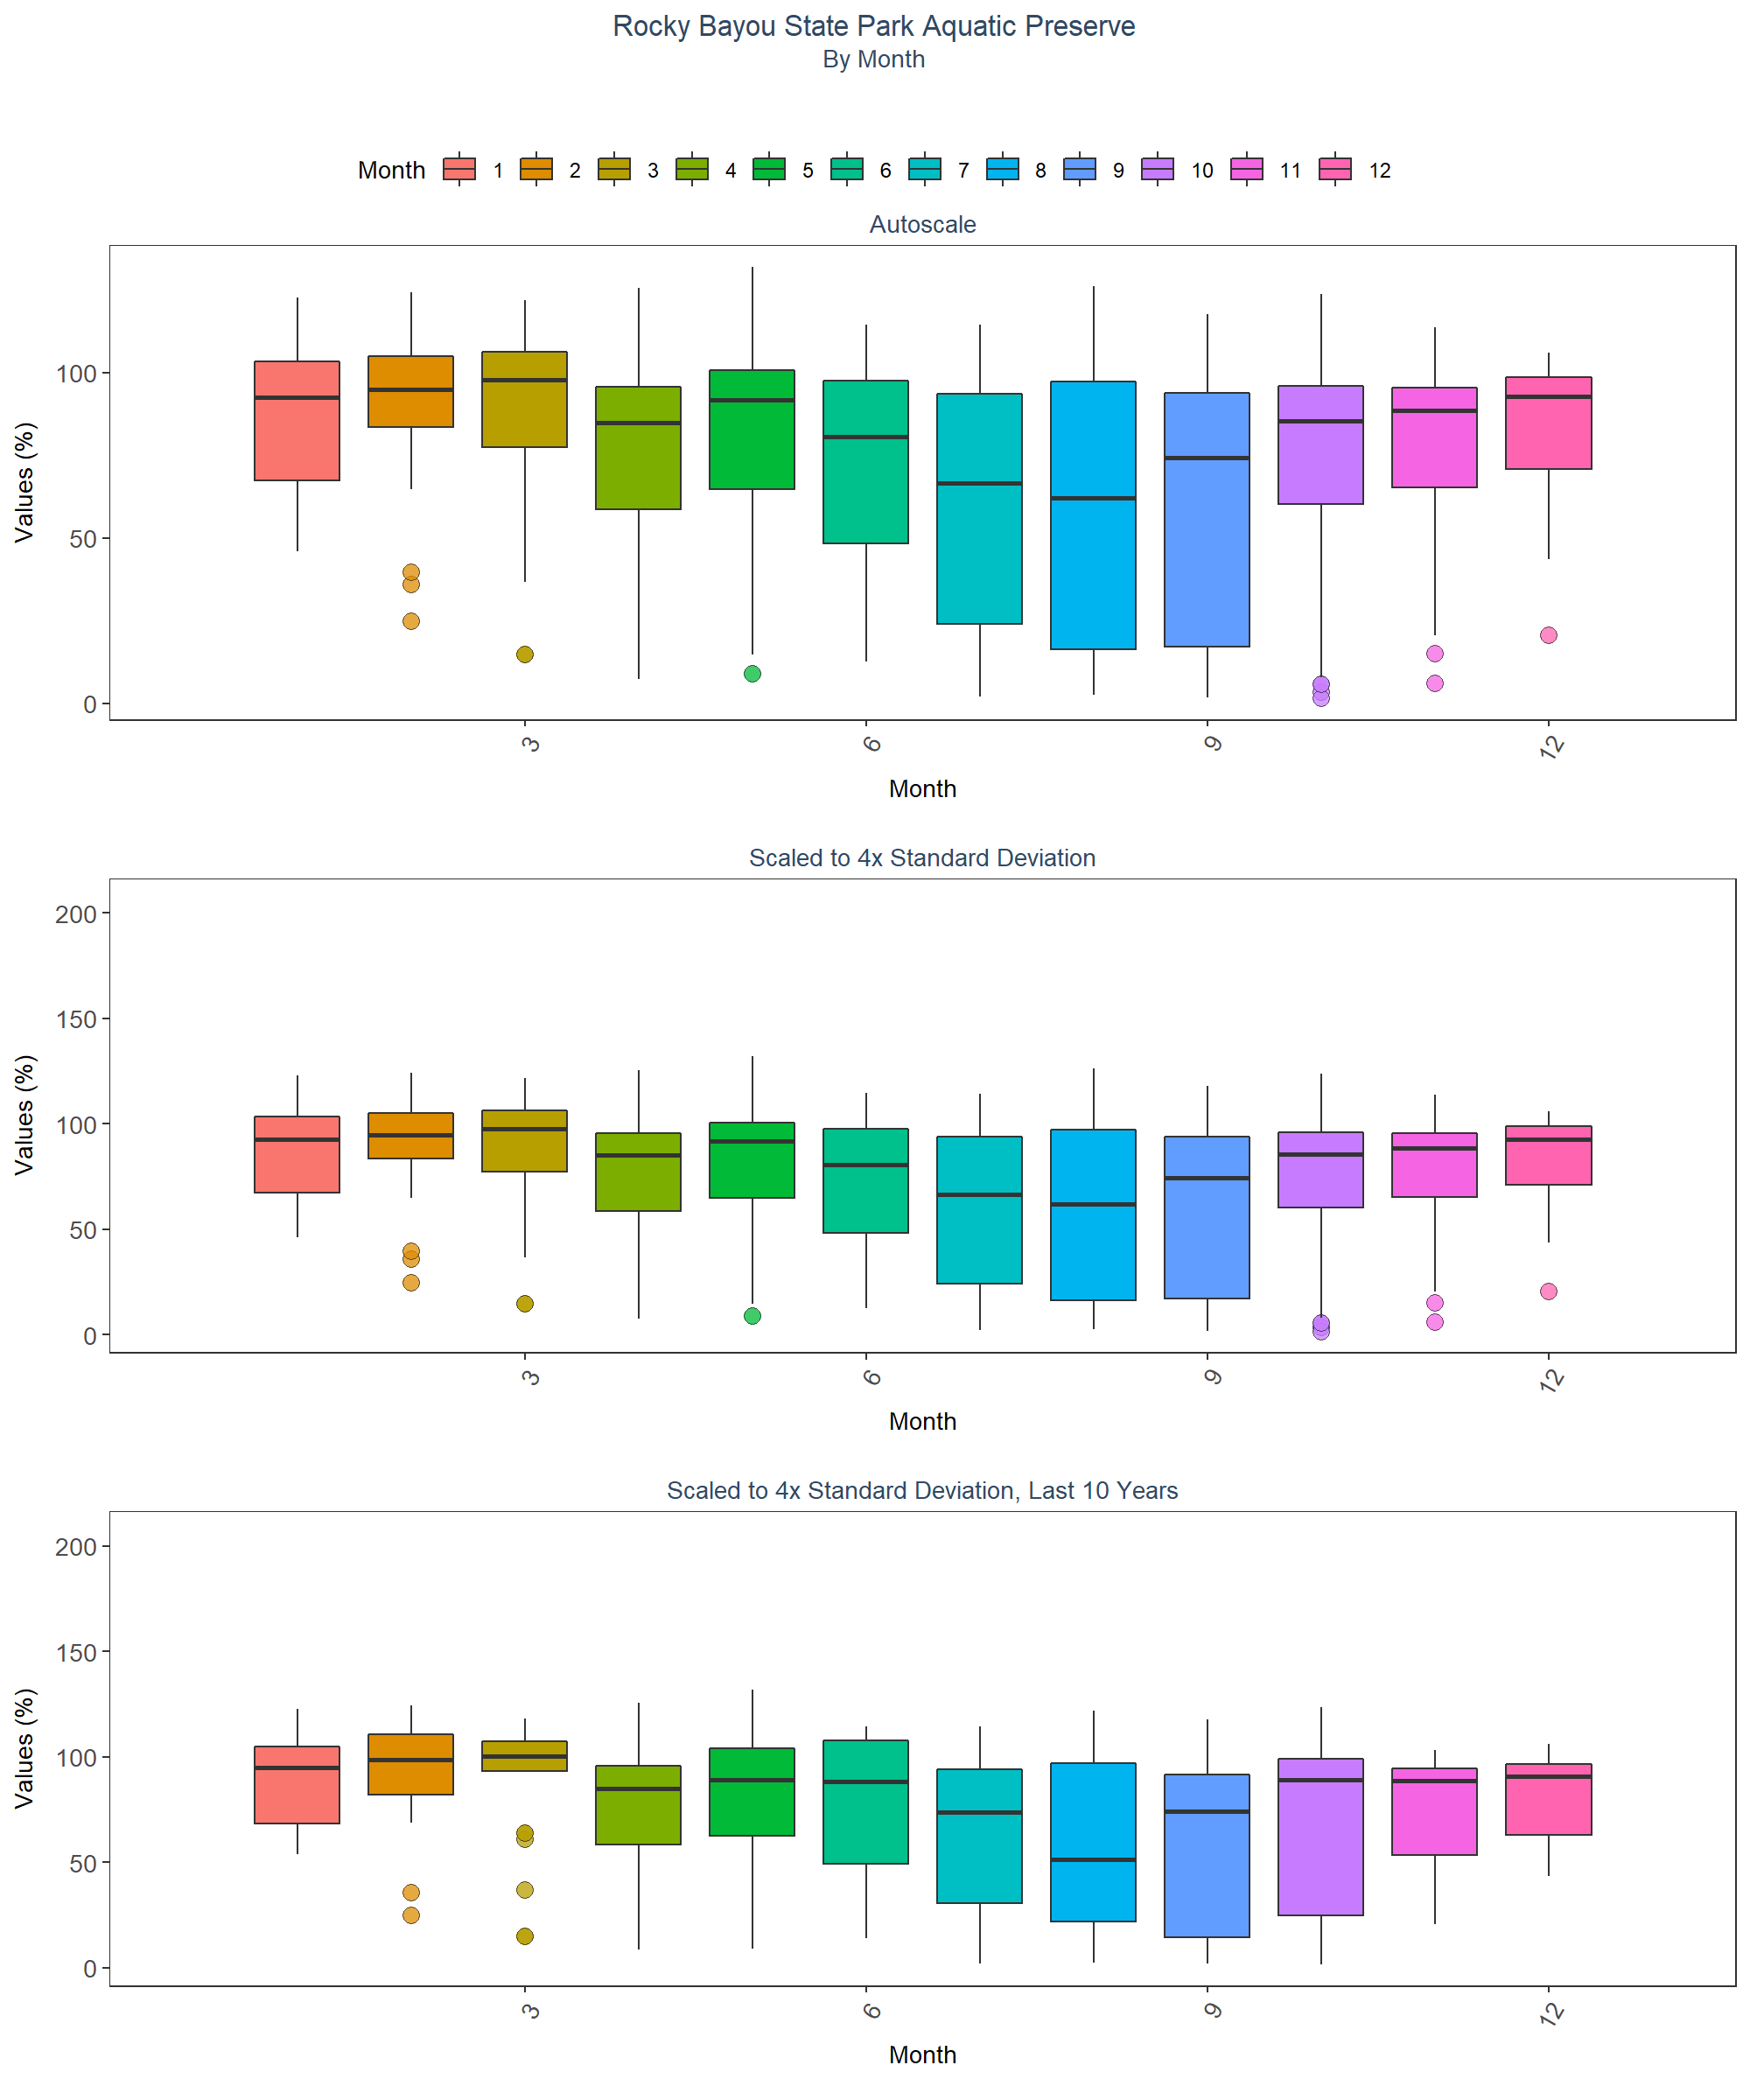 Rocky Bayou State Park Aquatic Preserve
By Month
Month 1 2 3 4 5 6 7 8 9 10 11 12
Autoscale
Values (%)
100
50
0
3 6 9 12
Month
Scaled to 4x Standard Deviation
Values (%)
200
150
100
50
0
3 6 9 12
Month
Scaled to 4x Standard Deviation, Last 10 Years
Values (%)
200
150
100
50
0
3 6 9 12
Month